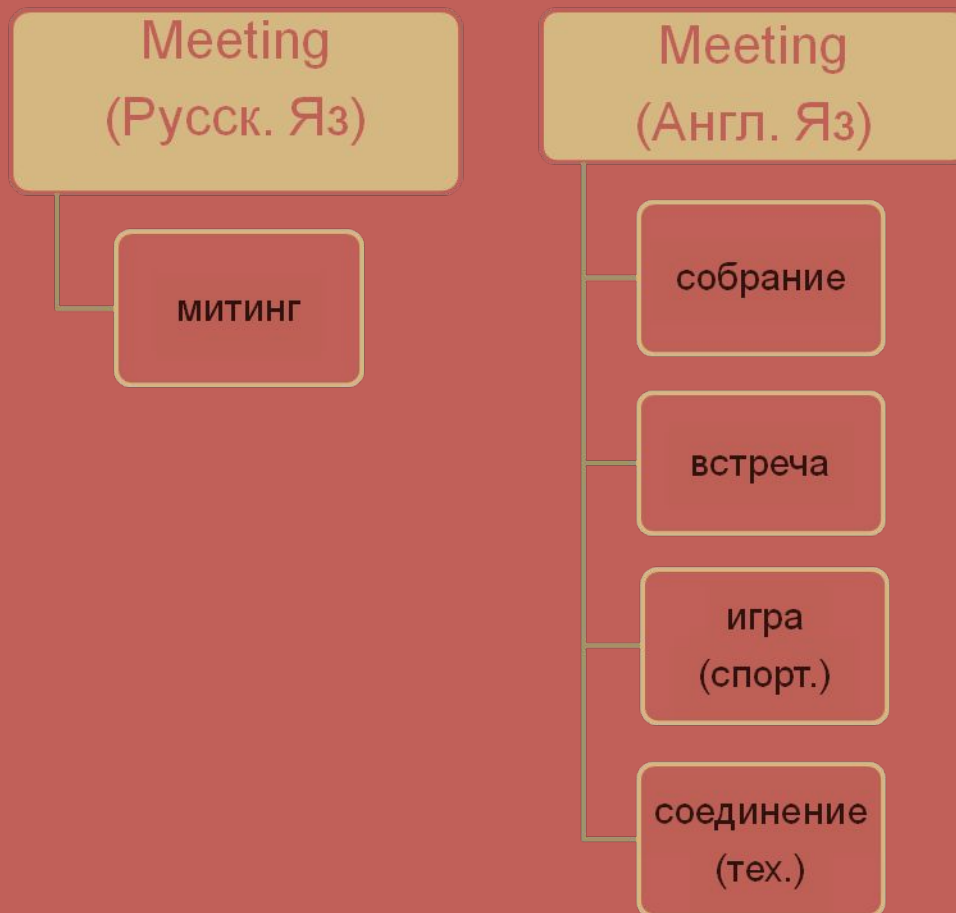 Meeting
(Русск. Яз)
митинг
Meeting
(Англ. Яз)
собрание
встреча
игра
(спорт.)
соединение
(тех.)